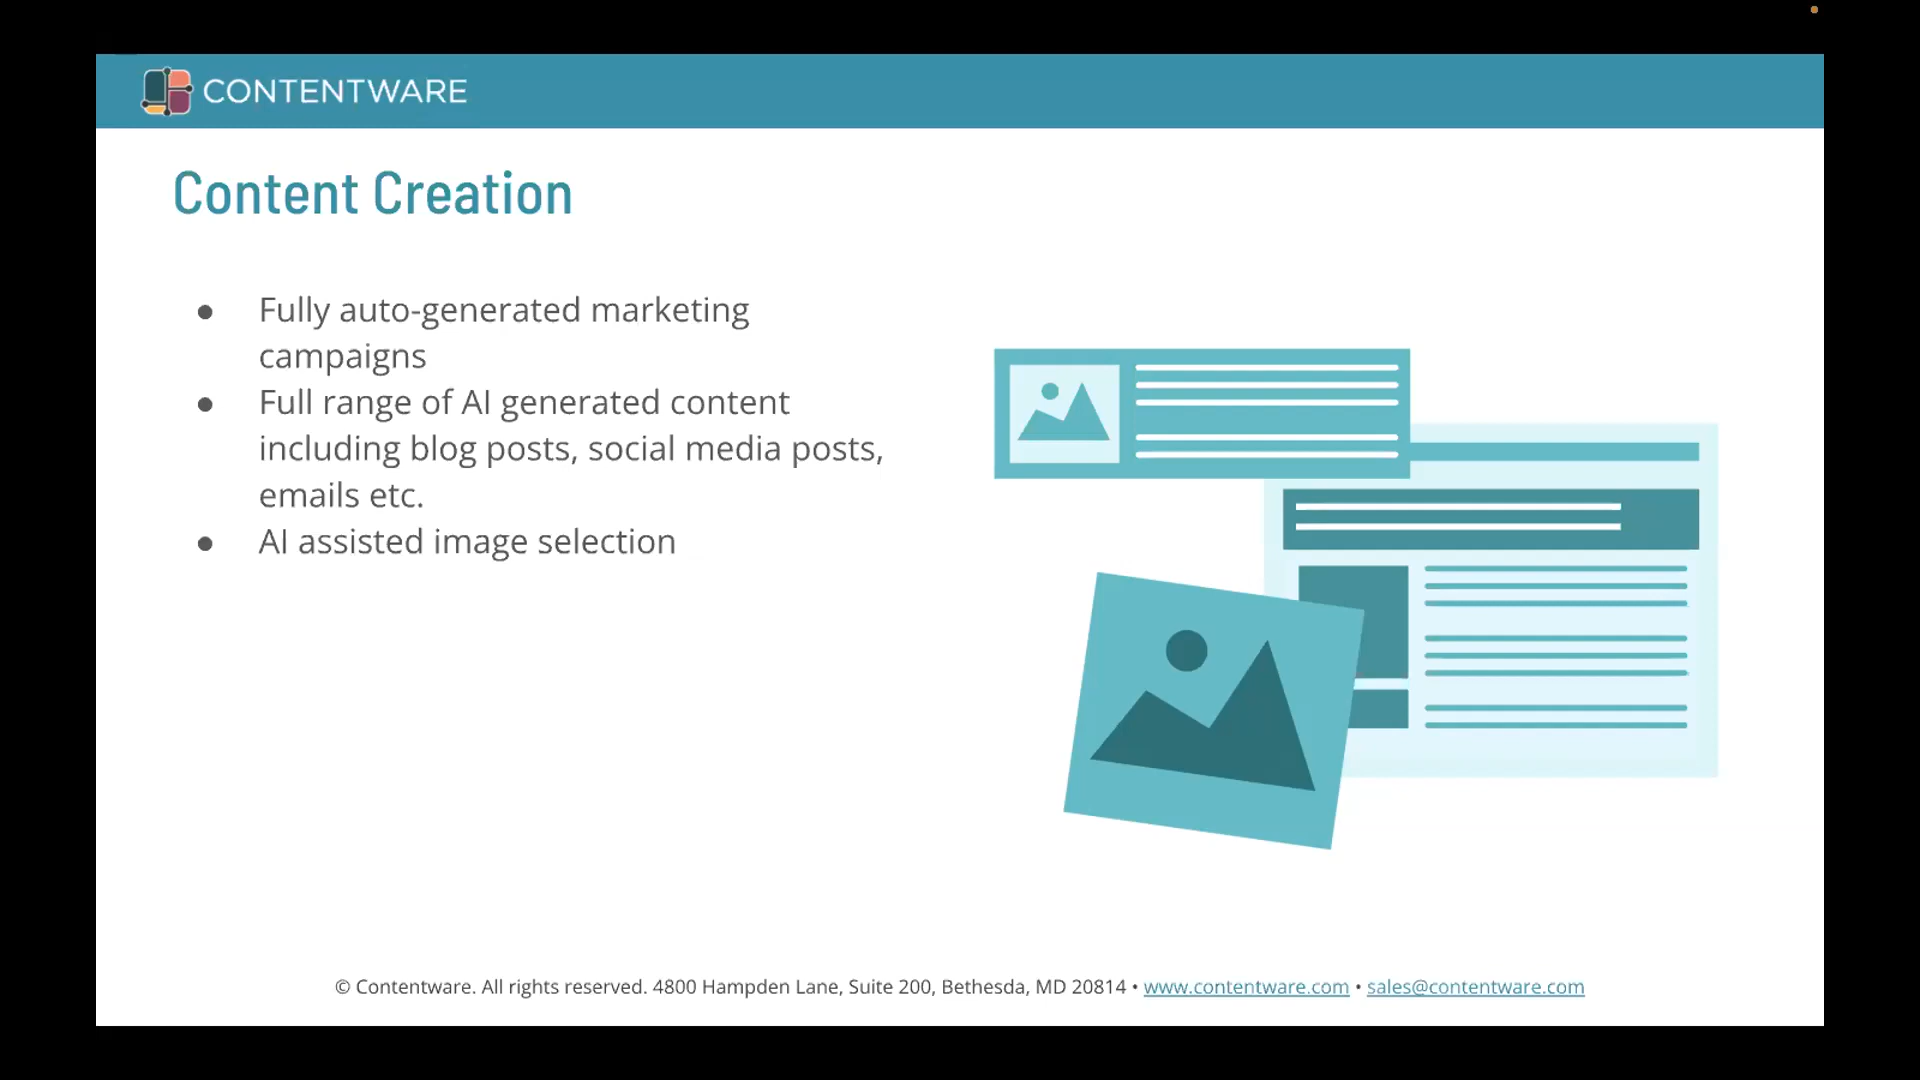 CONTENTWARE
Content Creation
● Fully auto-generated marketing
campaigns
● Full range of AI generated content
including blog posts, social media posts,
emails etc.
● AI assisted image selection
© Contentware. All rights reserved. 4800 Hampden Lane, Suite 200, Bethesda, MD 20814 • www.contentware.com • sales@contentware.com